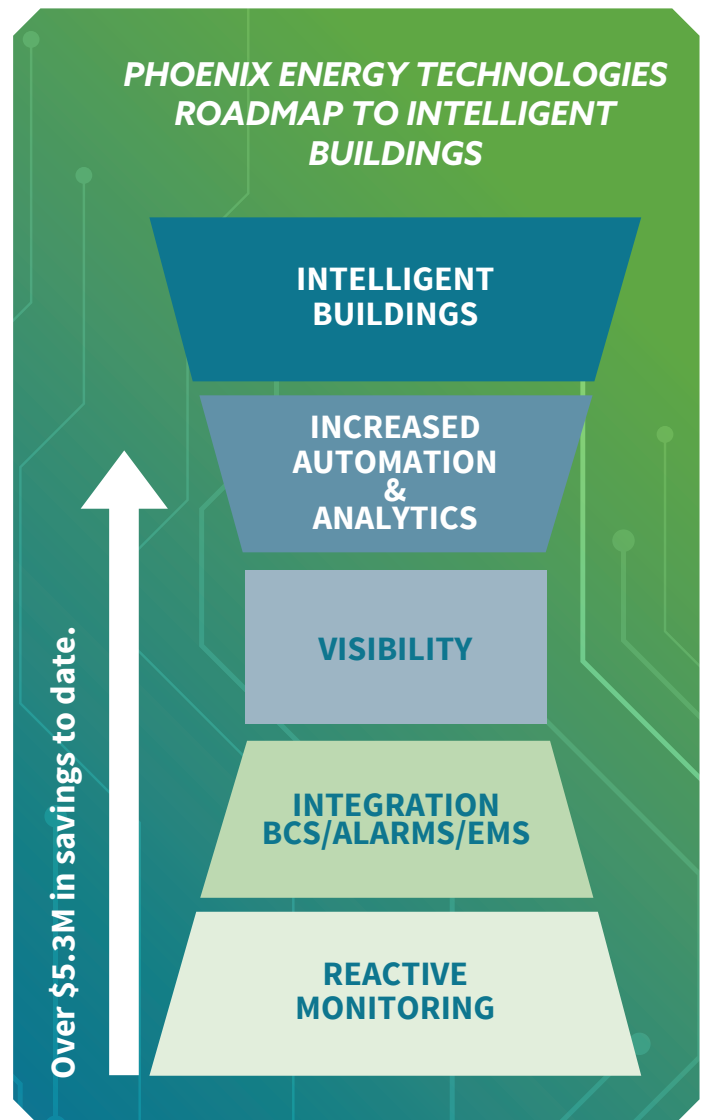 PHOENIX ENERGY TECHNOLOGIES
ROADMAP TO INTELLIGENT
BUILDINGS
INTELLIGENT
BUILDINGS
INCREASED
AUTOMATION
&
ANALYTICS
VISIBILITY
INTEGRATION
BCS/ALARMS/EMS
REACTIVE
MONITORING
Over $5.3M in savings to date.